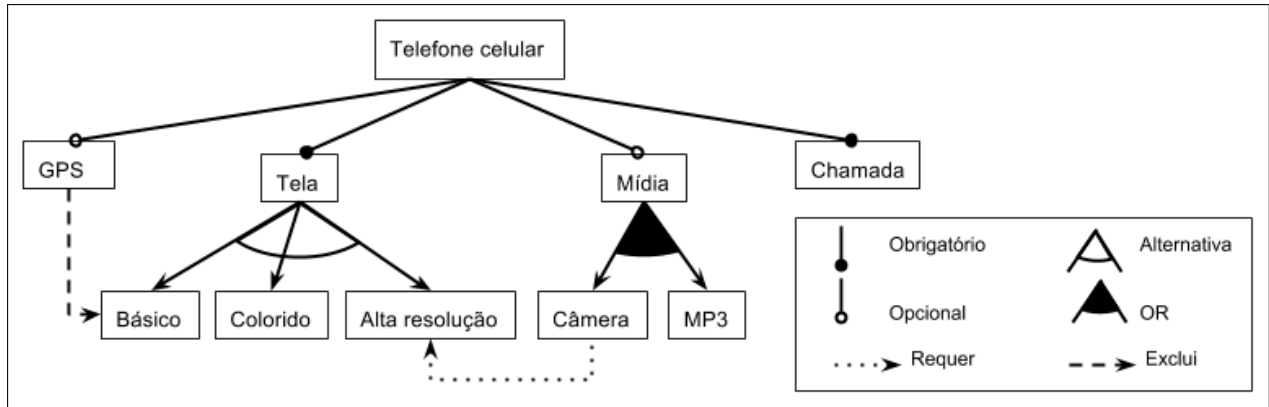 Telefone celular
GPS
Tela
Mídia
Chamada
Básico
Colorido
Alta resolução
Câmera
MP3
Obrigatório
Alternativa
Opcional
OR
Requer
Exclui